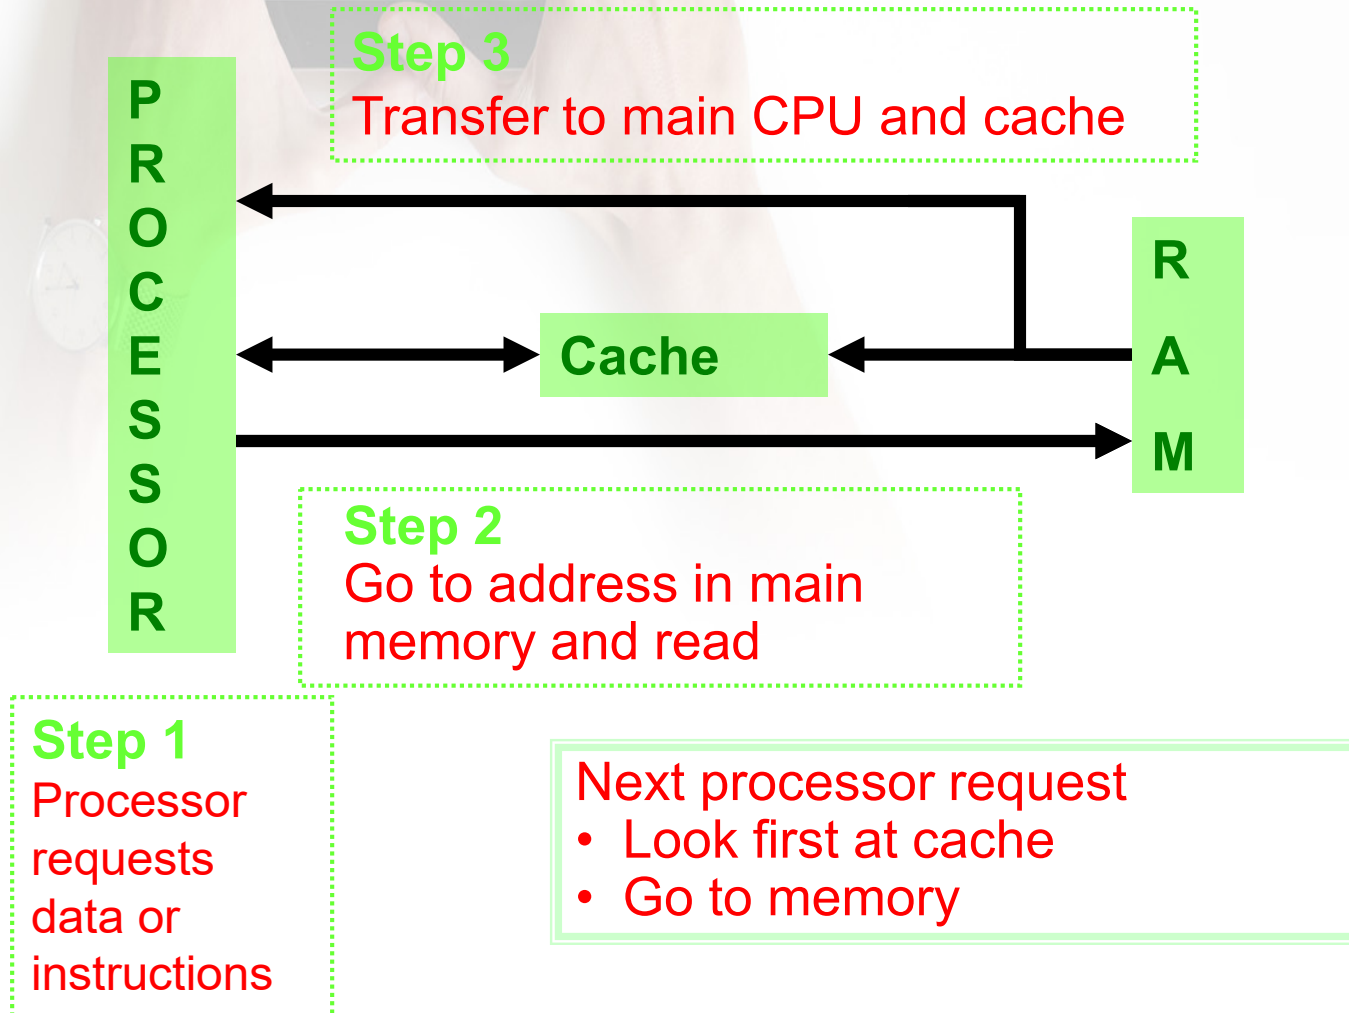 Step 3
Transfer to main CPU and cache
PROCESSOR
Cache
R
A
M
Step 2
Go to address in main
memory and read
Step 1
Processor
requests
data or
instructions
Next processor request
• Look first at cache
• Go to memory